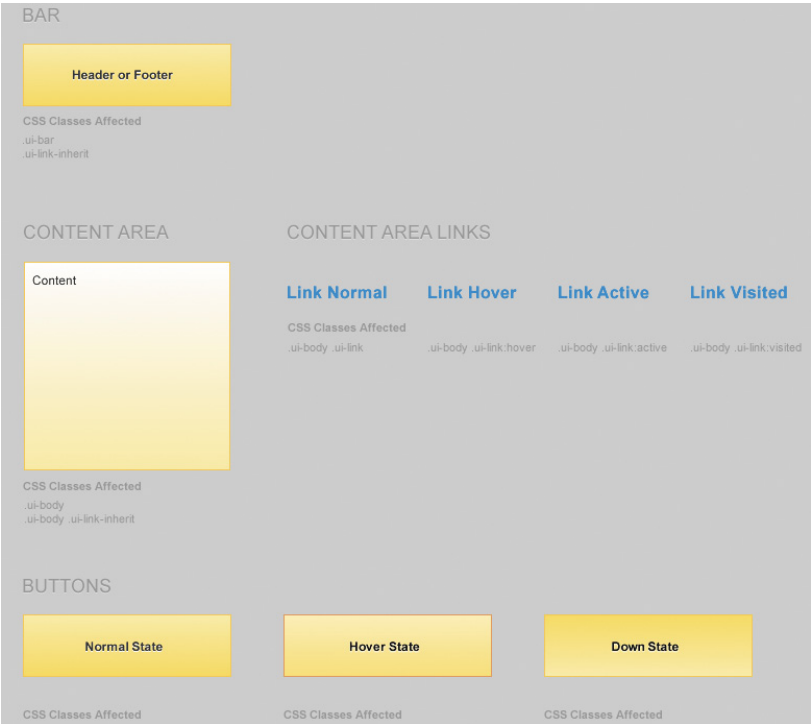 BAR
Header or Footer
CSS Classes Affected
.ui-bar
.ui-link-inherit
CONTENT AREA
CONTENT AREA LINKS
Content
Link Normal
Link Hover
Link Active
Link Visited
CSS Classes Affected
.ui-body .ui-link
.ui-body .ui-link:hover
.ui-body .ui-link:active
.ui-body .ui-link:visited
CSS Classes Affected
.ui-body
.ui-body .ui-link-inherit
BUTTONS
Normal State
Hover State
Down State
CSS Classes Affected
CSS Classes Affected
CSS Classes Affected